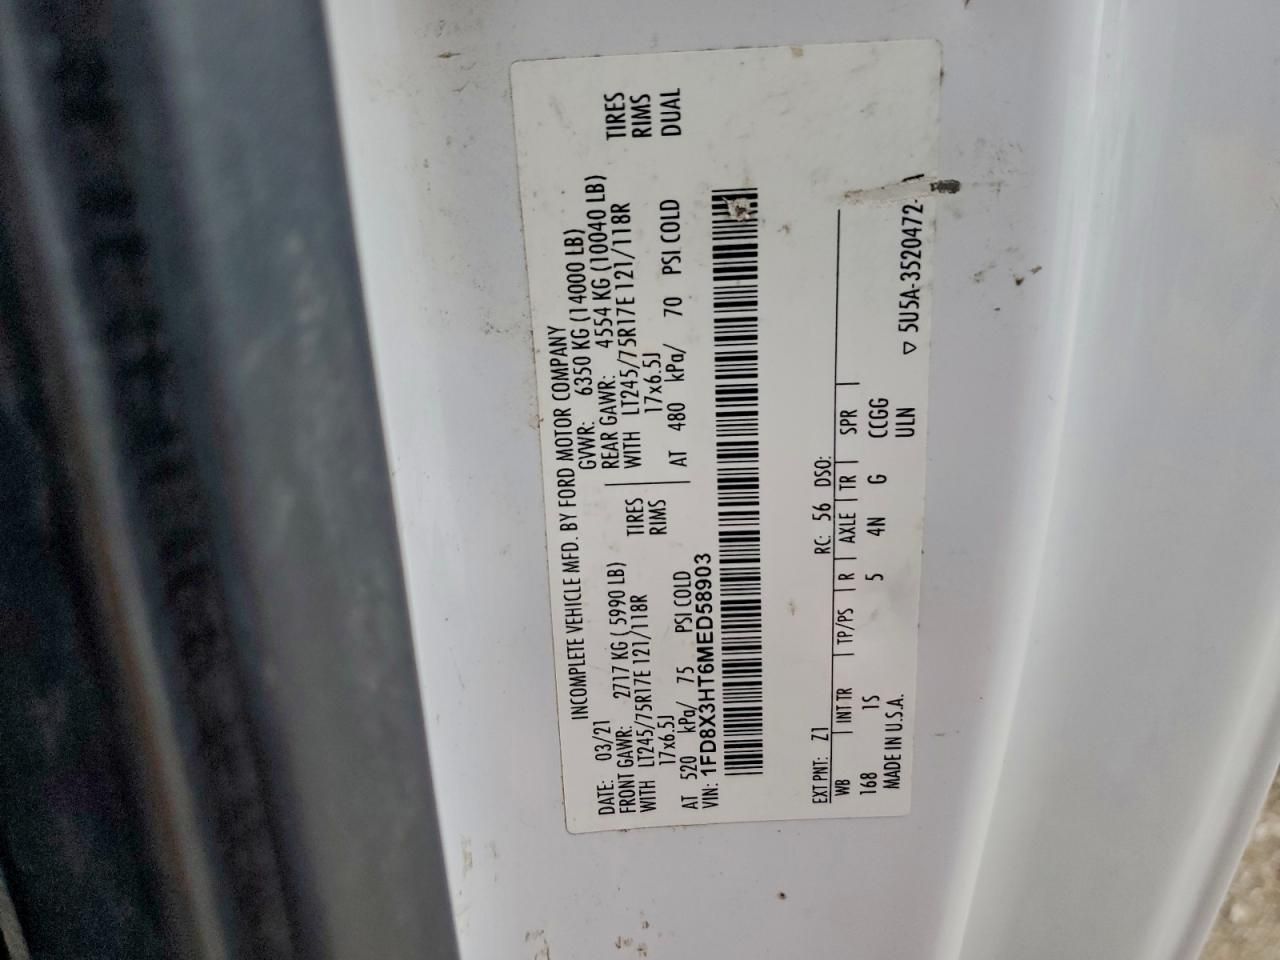 INCOMPLETE VEHICLE MFD. BY FORD MOTOR COMPANY
DATE: 03/21 GVWR: 6350 KG (14000 LB)
FRONT GAWR: 2717 KG (5990 LB) REAR GAWR: 4554 KG (10040 LB)
WITH LT245/75R17E 121/118R TIRES WITH LT245/75R17E 121/118R TIRES
17x6.5J RIMS 17x6.5J RIMS
AT 520 kPa/ 75 PSI COLD AT 480 kPa/ 70 PSI COLD DUAL
VIN: 1FD8X3HT6MED58903
EXT PNT: Z1 RC: 56 DSO:
WB INT TR TP/PS R AXLE TR SPR
168 1S 5 4N G CCGG
MADE IN U.S.A. ULN
▽ 5U5A-3520472-